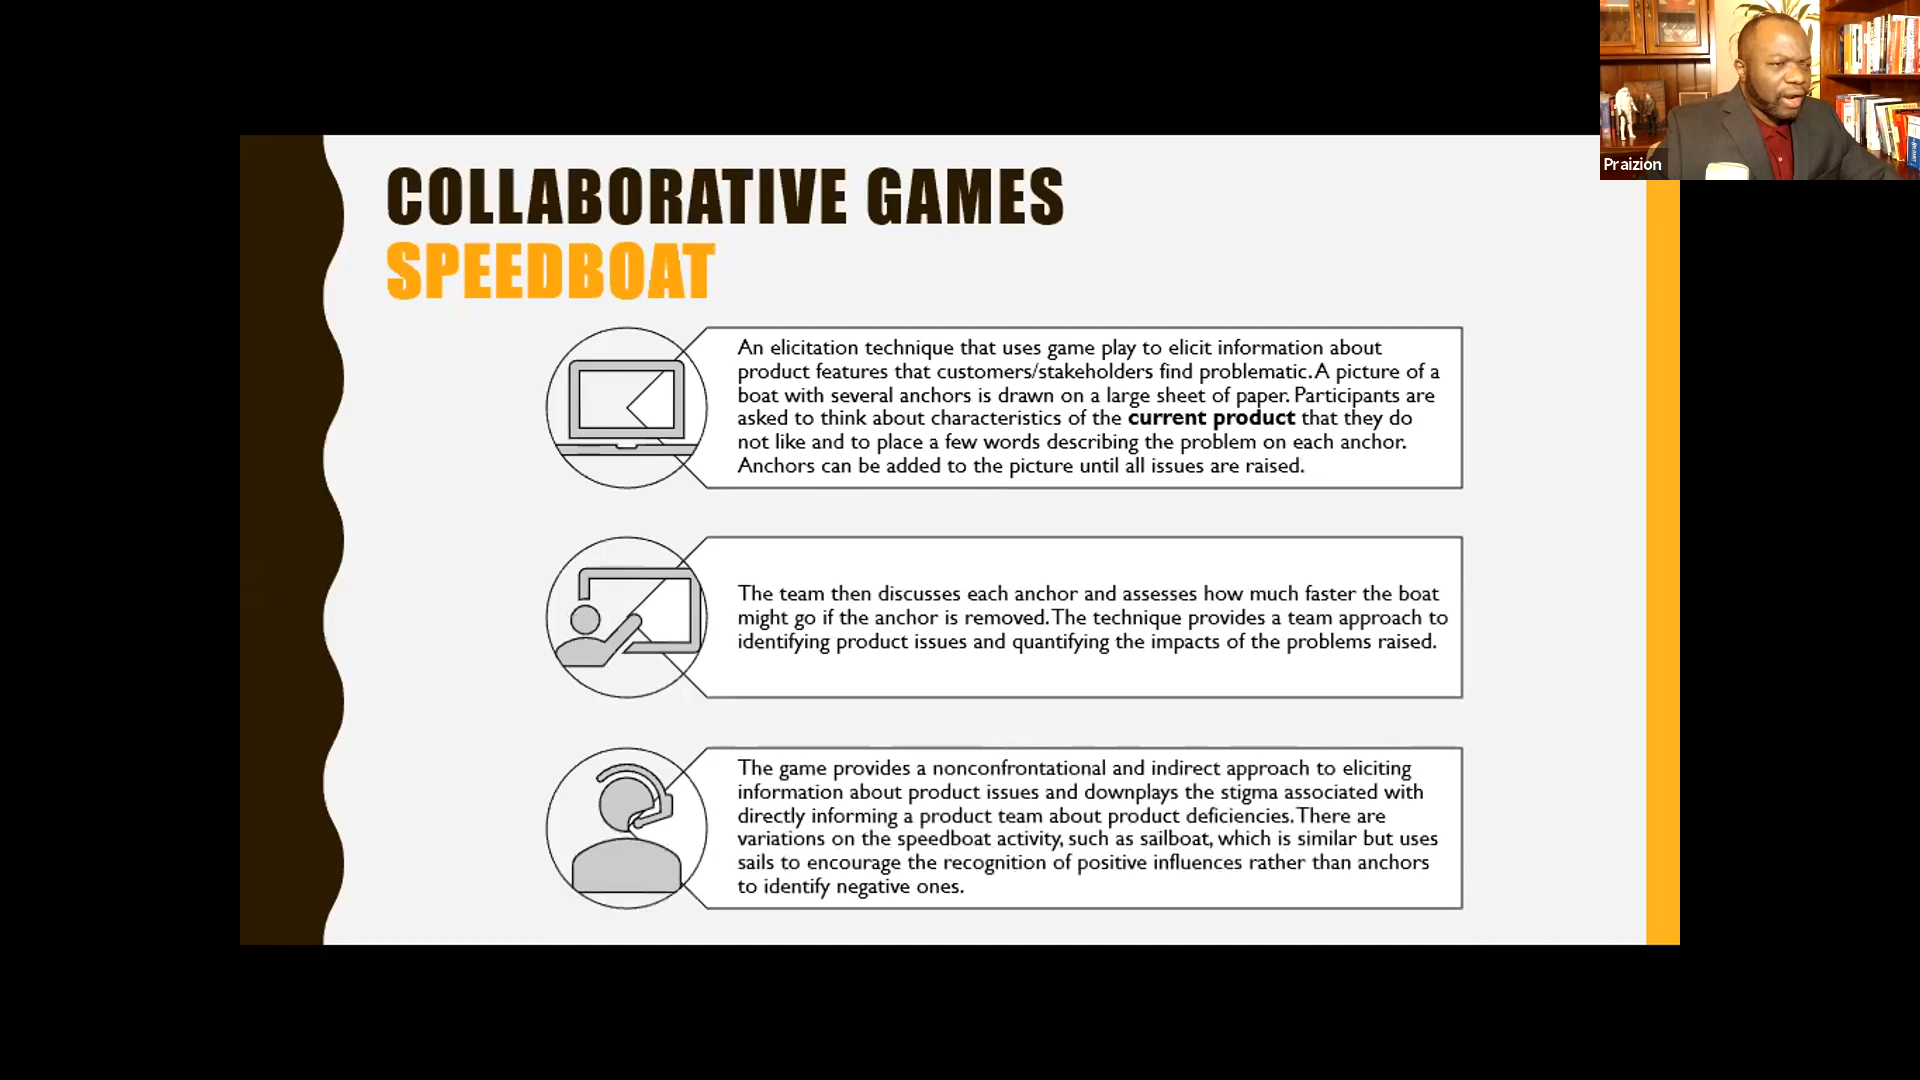 Praizion
COLLABORATIVE GAMES
SPEEDBOAT
An elicitation technique that uses game play to elicit information about
product features that customers/stakeholders find problematic. A picture of a
boat with several anchors is drawn on a large sheet of paper. Participants are
asked to think about characteristics of the current product that they do
not like and to place a few words describing the problem on each anchor.
Anchors can be added to the picture until all issues are raised.
The team then discusses each anchor and assesses how much faster the boat
might go if the anchor is removed. The technique provides a team approach to
identifying product issues and quantifying the impacts of the problems raised.
The game provides a nonconfrontational and indirect approach to eliciting
information about product issues and downplays the stigma associated with
directly informing a product team about product deficiencies. There are
variations on the speedboat activity, such as sailboat, which is similar but uses
sails to encourage the recognition of positive influences rather than anchors
to identify negative ones.